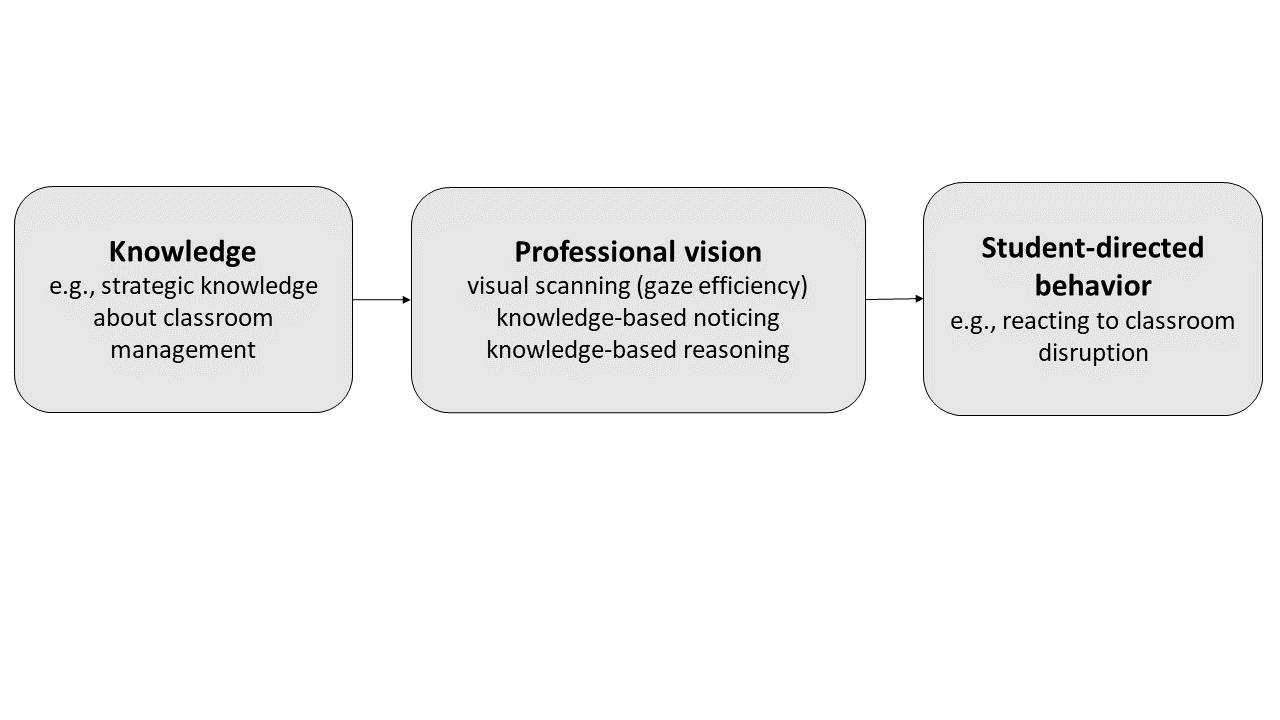 Knowledge
e.g., strategic knowledge
about classroom
management
Professional vision
visual scanning (gaze efficiency)
knowledge-based noticing
knowledge-based reasoning
Student-directed
behavior
e.g., reacting to classroom
disruption